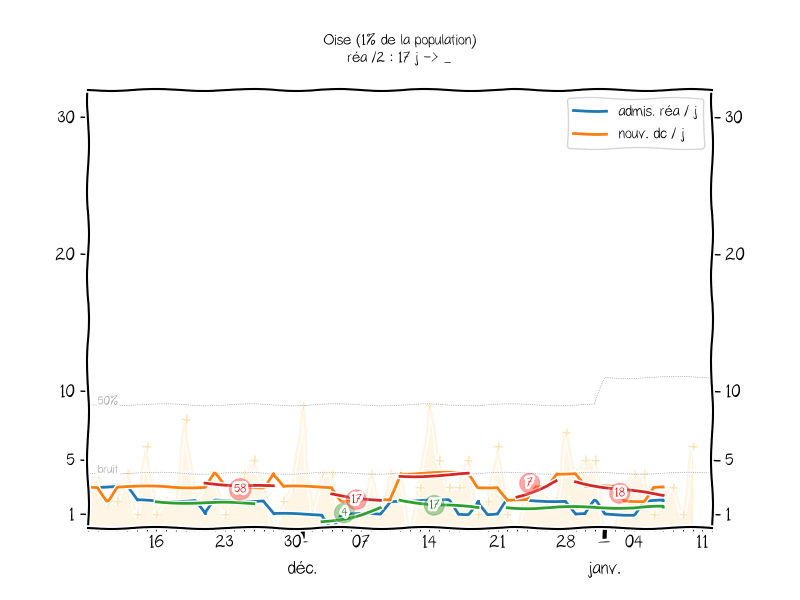 Oise (1% de la population)
réa /2 : 17 j -> _
admis. réa / j
nouv. dc / j
30 30
20 20
10 10
50%
5 5
bruit
58
7
18
17
17
4
1 1
16 23 30 07 14 21 28 04 11
déc. janv.